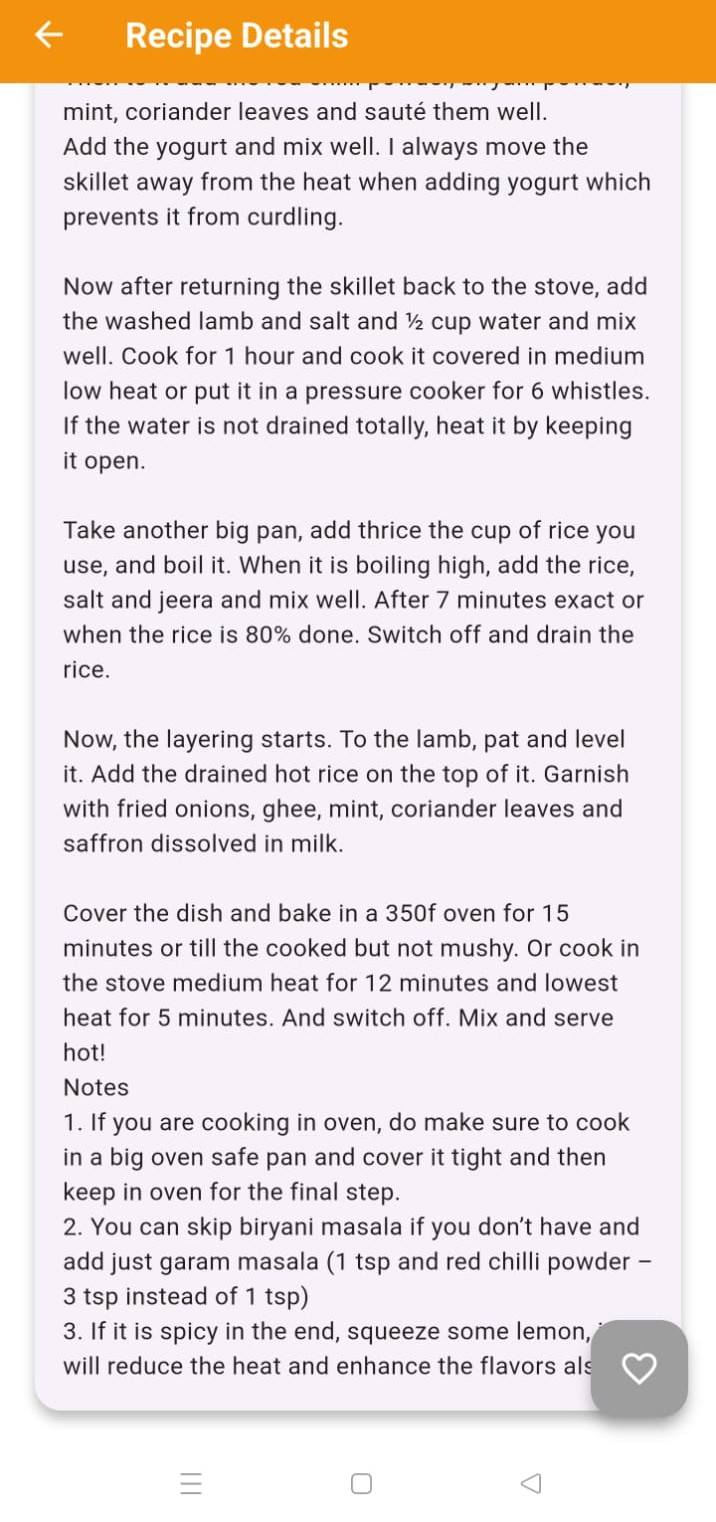 Recipe Details
mint, coriander leaves and sauté them well.
Add the yogurt and mix well. I always move the
skillet away from the heat when adding yogurt which
prevents it from curdling.
Now after returning the skillet back to the stove, add
the washed lamb and salt and ½ cup water and mix
well. Cook for 1 hour and cook it covered in medium
low heat or put it in a pressure cooker for 6 whistles.
If the water is not drained totally, heat it by keeping
it open.
Take another big pan, add thrice the cup of rice you
use, and boil it. When it is boiling high, add the rice,
salt and jeera and mix well. After 7 minutes exact or
when the rice is 80% done. Switch off and drain the
rice.
Now, the layering starts. To the lamb, pat and level
it. Add the drained hot rice on the top of it. Garnish
with fried onions, ghee, mint, coriander leaves and
saffron dissolved in milk.
Cover the dish and bake in a 350f oven for 15
minutes or till the cooked but not mushy. Or cook in
the stove medium heat for 12 minutes and lowest
heat for 5 minutes. And switch off. Mix and serve
hot!
Notes
1. If you are cooking in oven, do make sure to cook
in a big oven safe pan and cover it tight and then
keep in oven for the final step.
2. You can skip biryani masala if you don’t have and
add just garam masala (1 tsp and red chilli powder –
3 tsp instead of 1 tsp)
3. If it is spicy in the end, squeeze some lemon,
will reduce the heat and enhance the flavors